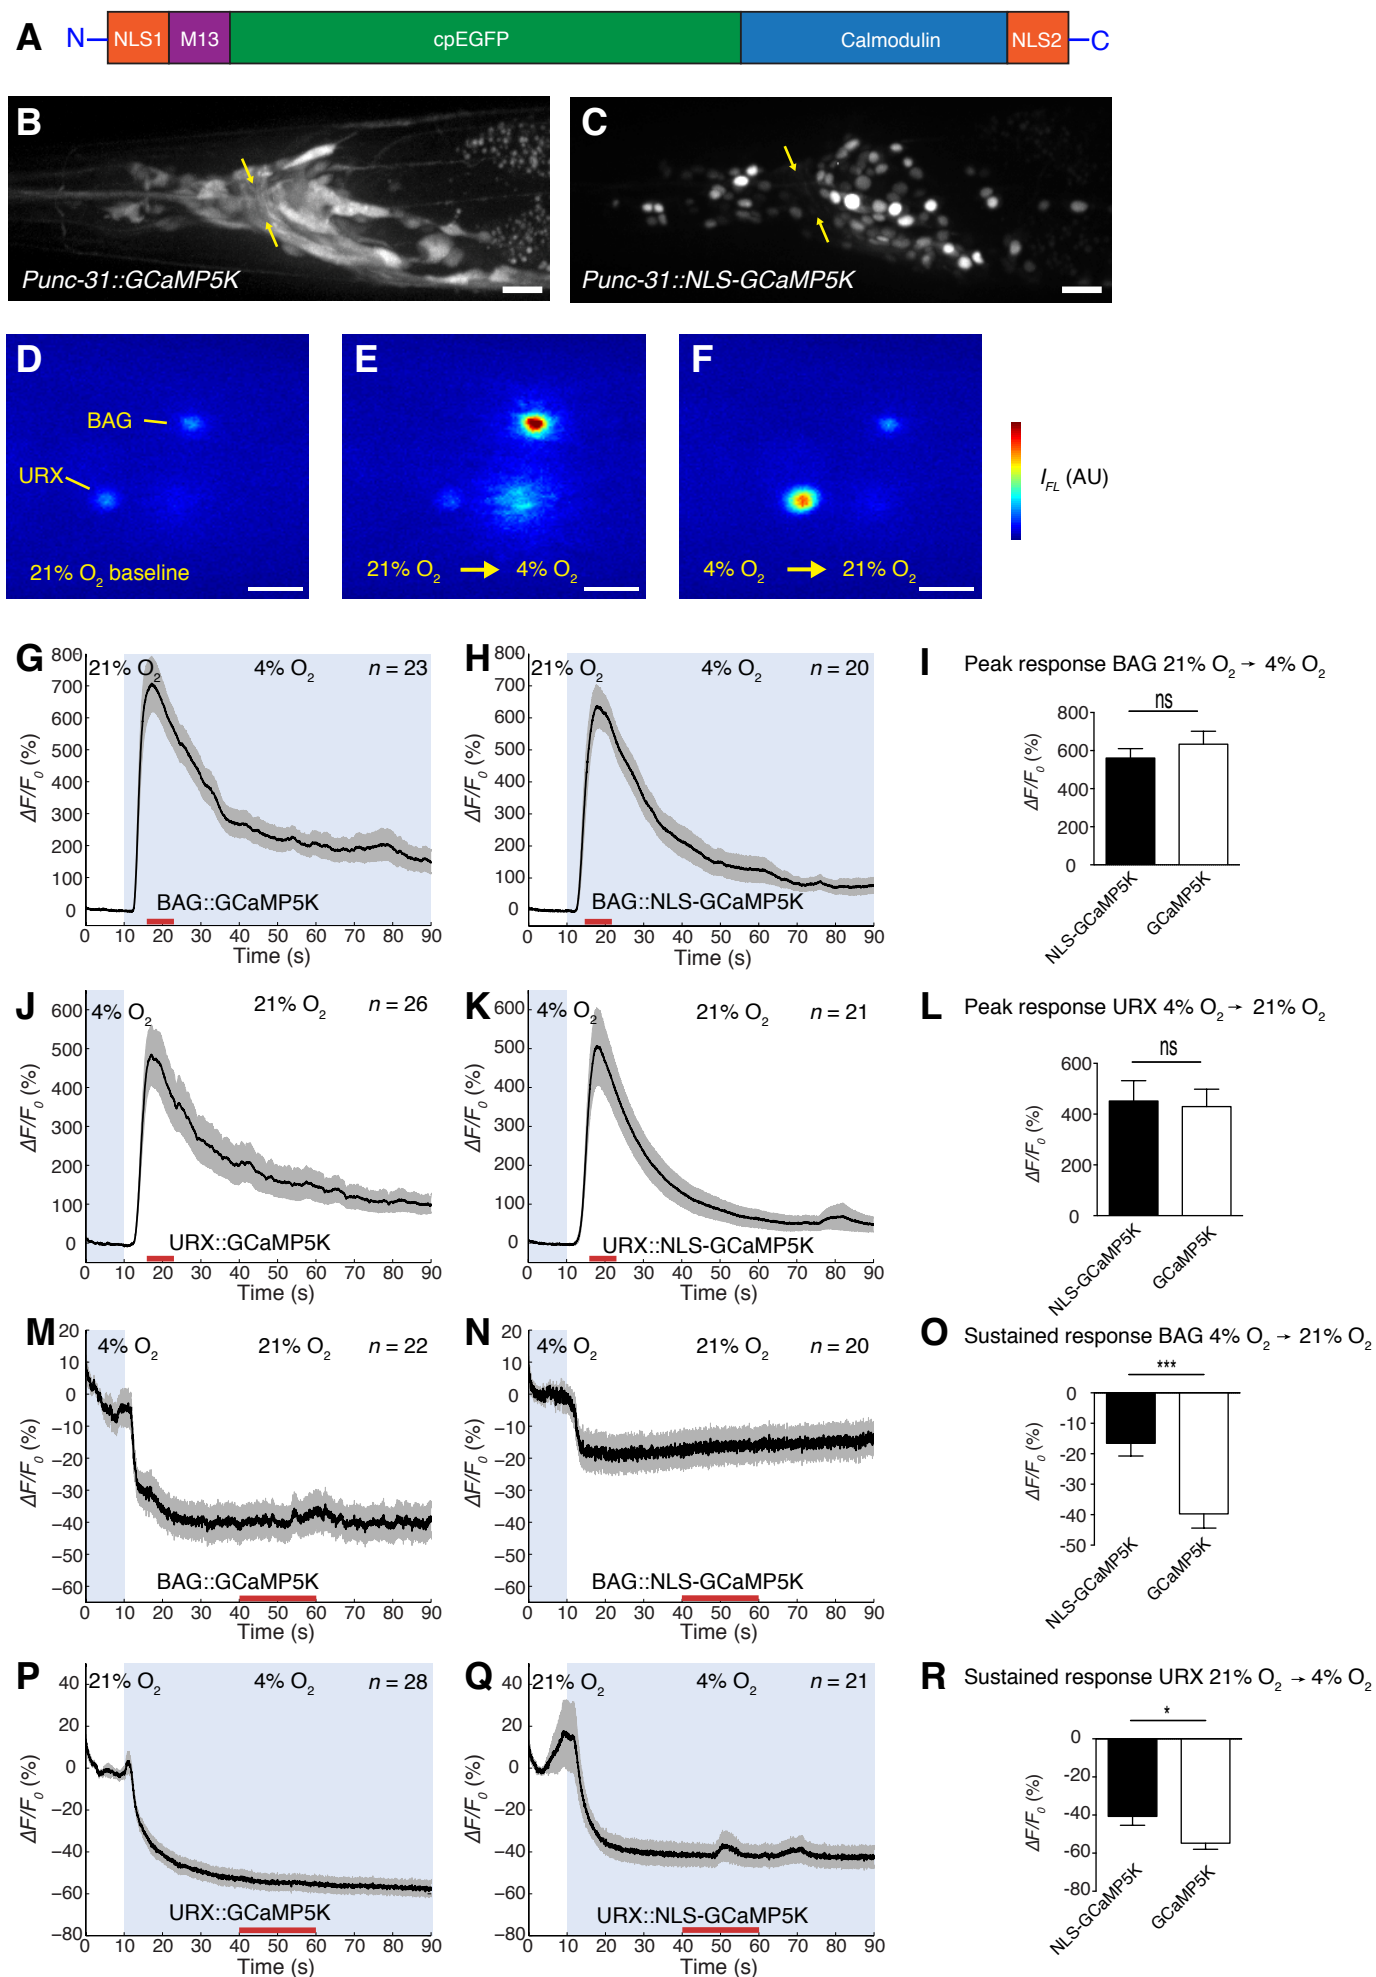 A N NLS1 M13 cpEGFP Calmodulin NLS2 C
B
Punc-31::GCaMP5K
C
Punc-31::NLS-GCaMP5K
D
BAG
URX
21% O2 baseline
E
21% O2 → 4% O2
F
4% O2 → 21% O2
I_FL (AU)
G
21% O2 4% O2 n = 23
ΔF/F0 (%)
800
700
600
500
400
300
200
100
0
BAG::GCaMP5K
0 10 20 30 40 50 60 70 80 90
Time (s)
H
21% O2 4% O2 n = 20
ΔF/F0 (%)
800
700
600
500
400
300
200
100
0
BAG::NLS-GCaMP5K
0 10 20 30 40 50 60 70 80 90
Time (s)
I Peak response BAG 21% O2 → 4% O2
ns
ΔF/F0 (%)
800
600
400
200
0
NLS-GCaMP5K GCaMP5K
J
4% O2 21% O2 n = 26
ΔF/F0 (%)
600
500
400
300
200
100
0
URX::GCaMP5K
0 10 20 30 40 50 60 70 80 90
Time (s)
K
4% O2 21% O2 n = 21
ΔF/F0 (%)
600
500
400
300
200
100
0
URX::NLS-GCaMP5K
0 10 20 30 40 50 60 70 80 90
Time (s)
L Peak response URX 4% O2 → 21% O2
ns
ΔF/F0 (%)
600
400
200
0
NLS-GCaMP5K GCaMP5K
M
4% O2 21% O2 n = 22
ΔF/F0 (%)
20
10
0
−10
−20
−30
−40
−50
−60
BAG::GCaMP5K
0 10 20 30 40 50 60 70 80 90
Time (s)
N
4% O2 21% O2 n = 20
ΔF/F0 (%)
20
10
0
−10
−20
−30
−40
−50
−60
BAG::NLS-GCaMP5K
0 10 20 30 40 50 60 70 80 90
Time (s)
O Sustained response BAG 4% O2 → 21% O2
***
ΔF/F0 (%)
0
-10
-20
-30
-40
-50
NLS-GCaMP5K GCaMP5K
P
21% O2 4% O2 n = 28
ΔF/F0 (%)
40
20
0
−20
−40
−60
−80
URX::GCaMP5K
0 10 20 30 40 50 60 70 80 90
Time (s)
Q
21% O2 4% O2 n = 21
ΔF/F0 (%)
40
20
0
−20
−40
−60
−80
URX::NLS-GCaMP5K
0 10 20 30 40 50 60 70 80 90
Time (s)
R Sustained response URX 21% O2 → 4% O2
*
ΔF/F0 (%)
0
-20
-40
-60
-80
NLS-GCaMP5K GCaMP5K